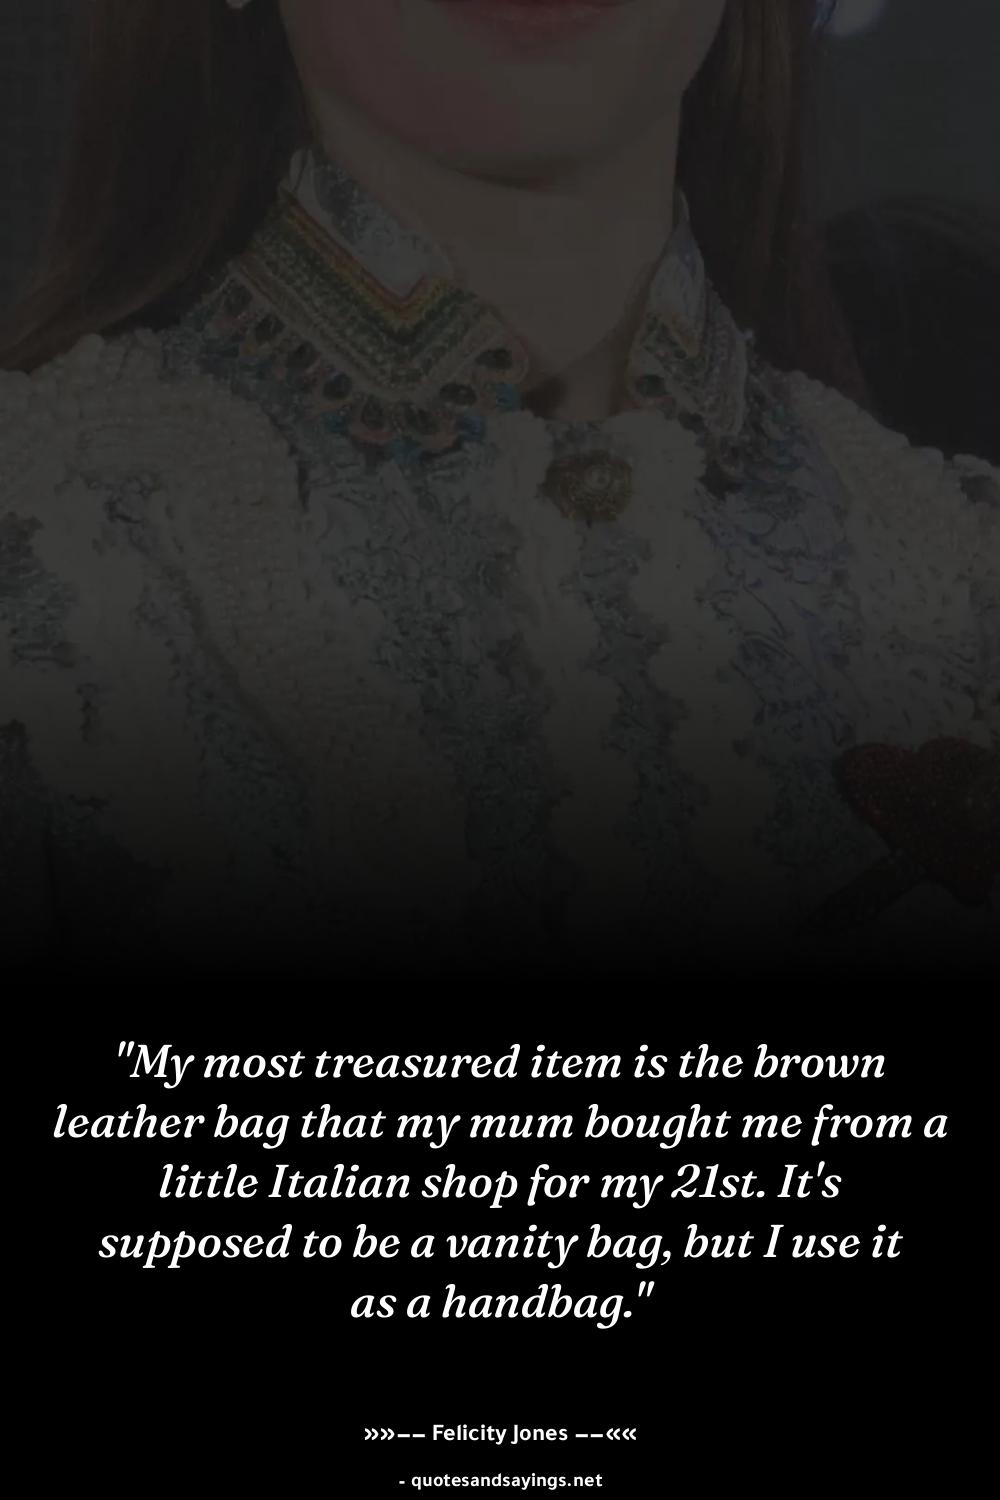 "My most treasured item is the brown
leather bag that my mum bought me from a
little Italian shop for my 21st. It's
supposed to be a vanity bag, but I use it
as a handbag."
»»—— Felicity Jones ——««
- quotesandsayings.net